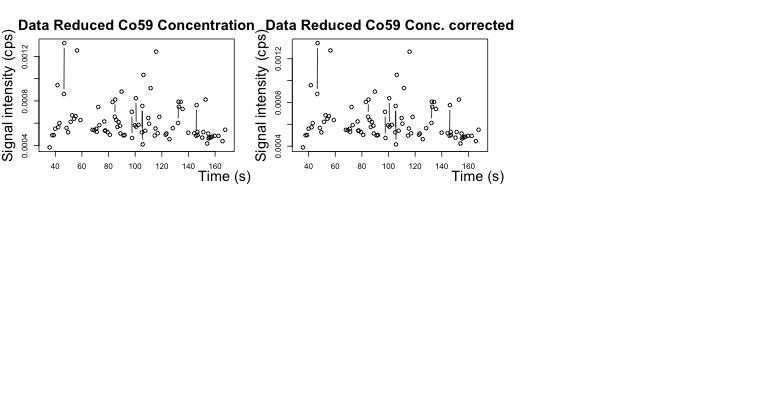 Data Reduced Co59 Concentration
Signal intensity (cps)
0.0012
0.0008
0.0004
40 60 80 100 120 140 160
Time (s)
Data Reduced Co59 Conc. corrected
Signal intensity (cps)
0.0012
0.0008
0.0004
40 60 80 100 120 140 160
Time (s)